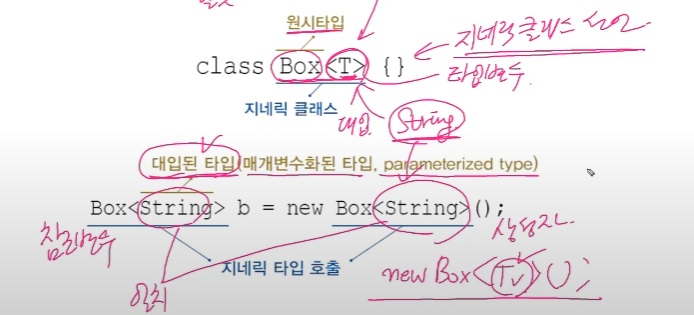 원시타입
class Box<T> {}
지네릭 클래스 선언
타입변수
지네릭 클래스
대입
String
대입된 타입(매개변수화된 타입, parameterized type)
Box<String> b = new Box<String>();
참조변수
생성자
지네릭 타입 호출
일치
new Box<T>();